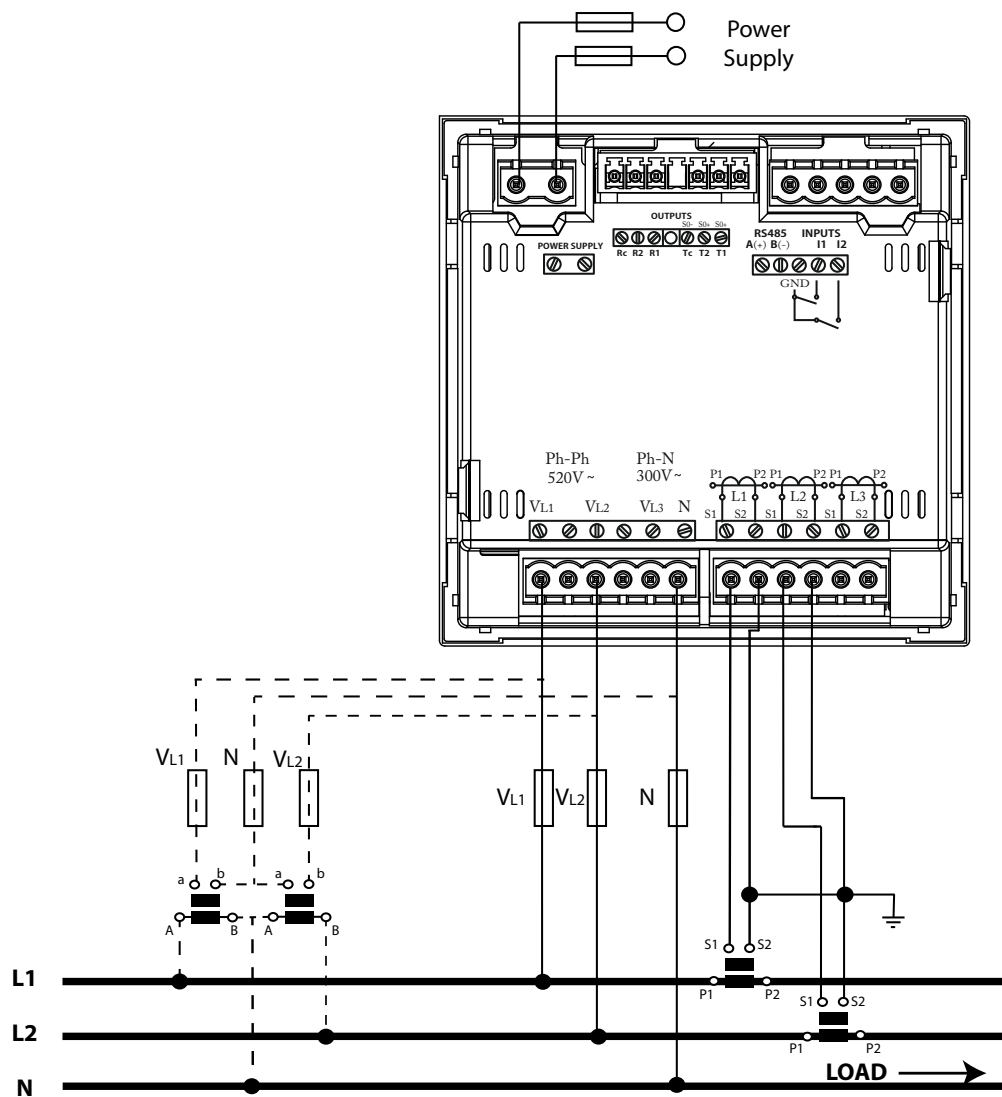 Power
Supply
OUTPUTS
S0- S0+ S0+
Rc R2 R1 Tc T2 T1
POWER SUPPLY
RS485 INPUTS
A(+) B(-) I1 I2
GND
Ph-Ph
520V ~
Ph-N
300V ~
P1 P2 P1 P2 P1 P2
L1 L2 L3
S1 S2 S1 S2 S1 S2
VL1 VL2 VL3 N
VL1 N VL2
VL1 VL2 N
a b a b
A B A B
S1 S2
L1
P1 P2
S1 S2
L2
P1 P2
LOAD
N